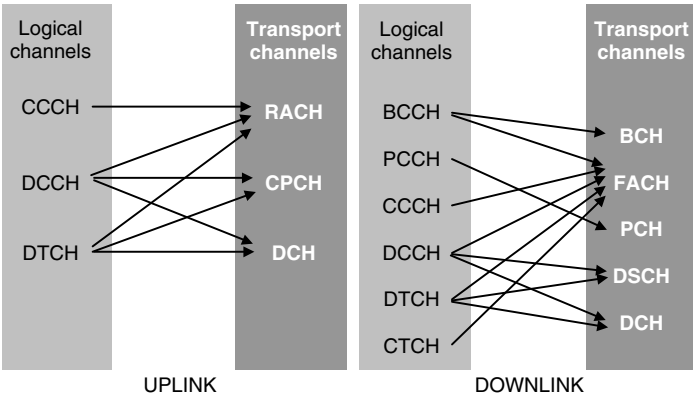 Logical
channels
Transport
channels
CCCH
RACH
DCCH
CPCH
DTCH
DCH
UPLINK
Logical
channels
Transport
channels
BCCH
BCH
PCCH
FACH
CCCH
PCH
DCCH
DSCH
DTCH
DCH
CTCH
DOWNLINK